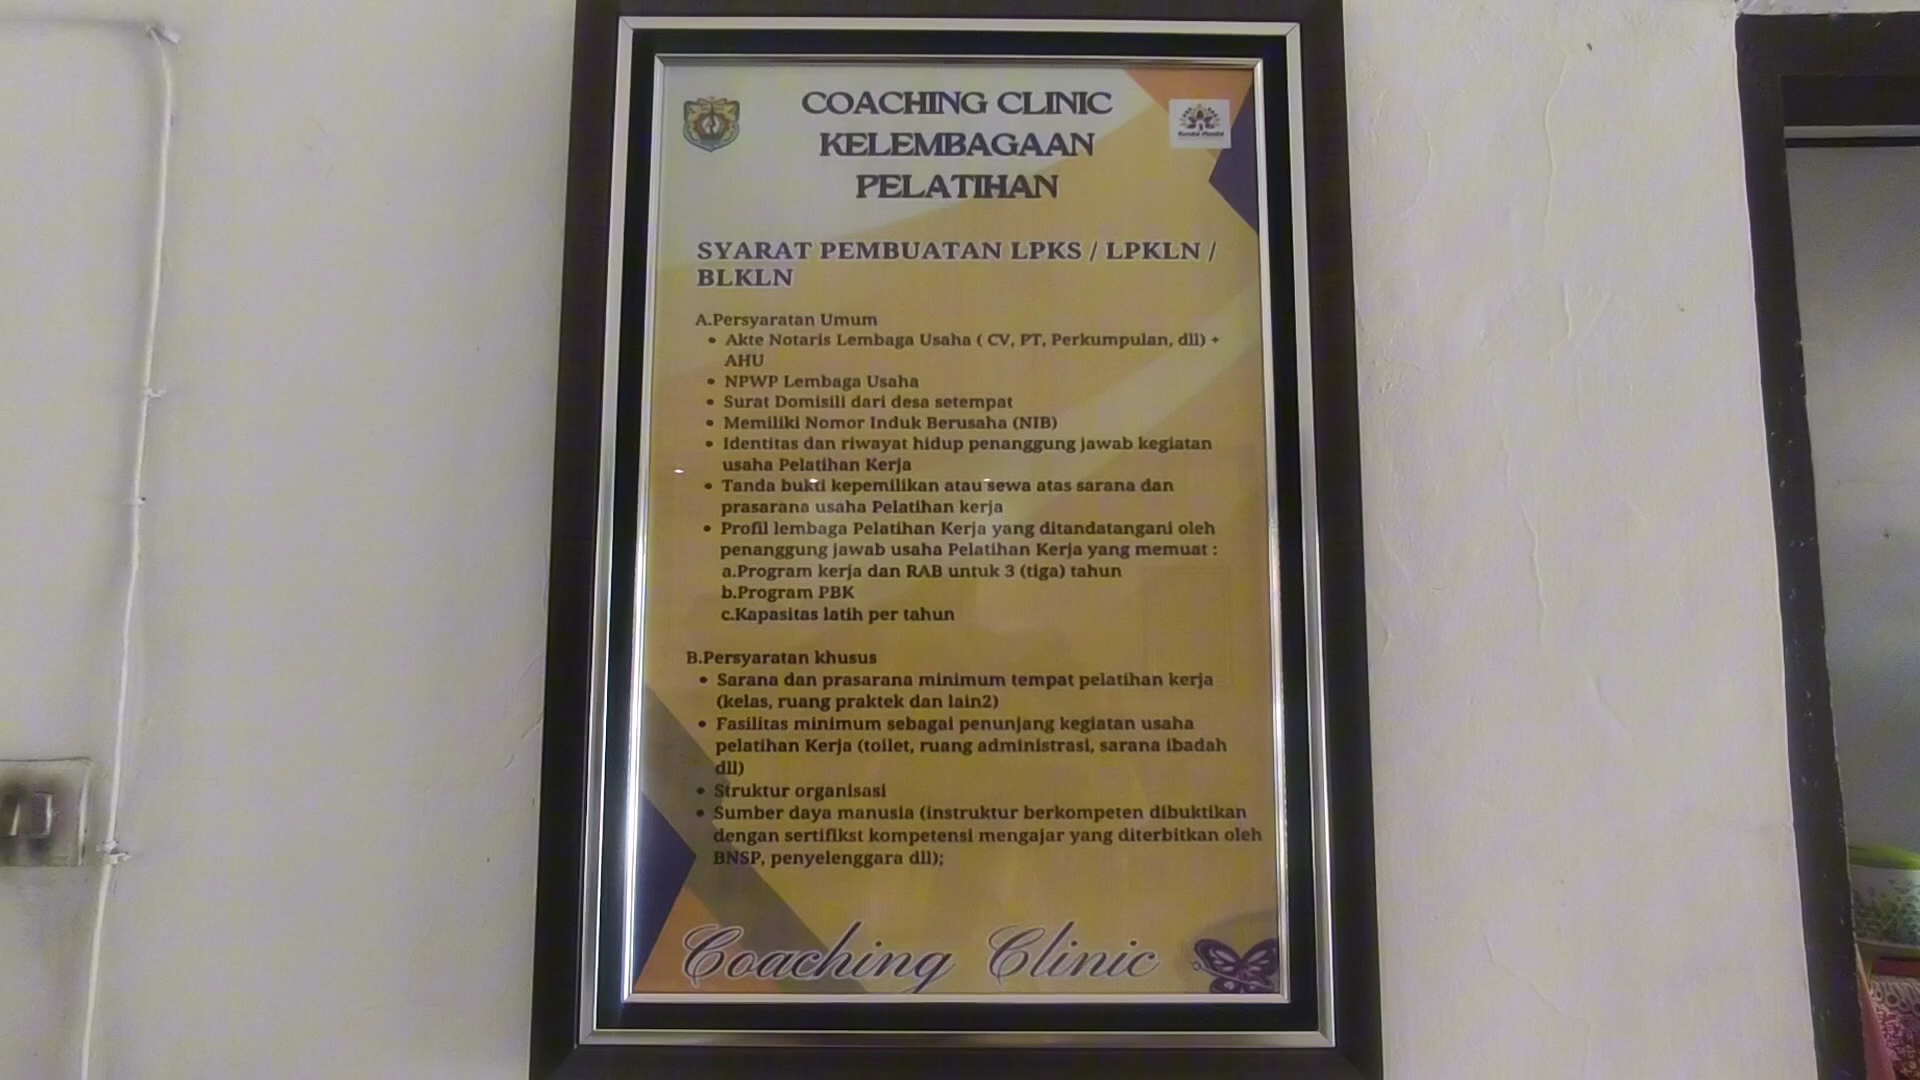 COACHING CLINIC
KELEMBAGAAN
PELATIHAN
SYARAT PEMBUATAN LPKS / LPKLN /
BLKLN
A.Persyaratan Umum
• Akte Notaris Lembaga Usaha ( CV, PT, Perkumpulan, dll) +
AHU
• NPWP Lembaga Usaha
• Surat Domisili dari desa setempat
• Memiliki Nomor Induk Berusaha (NIB)
• Identitas dan riwayat hidup penanggung jawab kegiatan
usaha Pelatihan Kerja
• Tanda bukti kepemilikan atau sewa atas sarana dan
prasarana usaha Pelatihan kerja
• Profil lembaga Pelatihan Kerja yang ditandatangani oleh
penanggung jawab usaha Pelatihan Kerja yang memuat :
a.Program kerja dan RAB untuk 3 (tiga) tahun
b.Program PBK
c.Kapasitas latih per tahun
B.Persyaratan khusus
• Sarana dan prasarana minimum tempat pelatihan kerja
(kelas, ruang praktek dan lain2)
• Fasilitas minimum sebagai penunjang kegiatan usaha
pelatihan Kerja (toilet, ruang administrasi, sarana ibadah
dll)
• Struktur organisasi
• Sumber daya manusia (instruktur berkompeten dibuktikan
dengan sertifikst kompetensi mengajar yang diterbitkan oleh
BNSP, penyelenggara dll);
Coaching Clinic